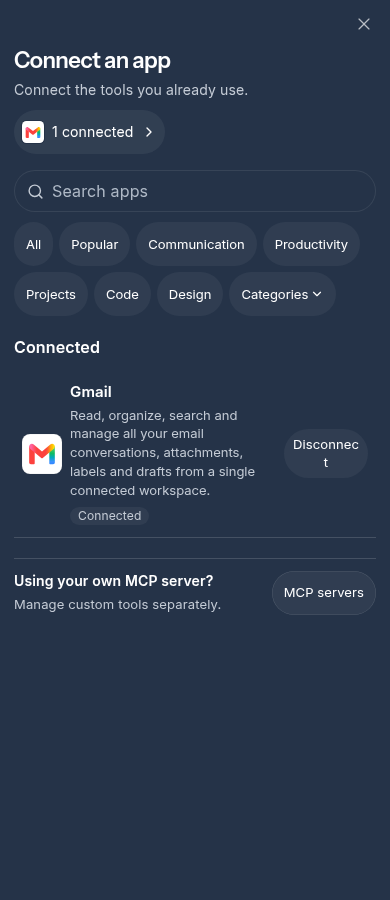 Connect an app
Connect the tools you already use.
1 connected
Search apps
All Popular Communication Productivity
Projects Code Design Categories
Connected
Gmail
Read, organize, search and
manage all your email
conversations, attachments,
labels and drafts from a single
connected workspace.
Connected
Disconnec
t
Using your own MCP server?
Manage custom tools separately.
MCP servers